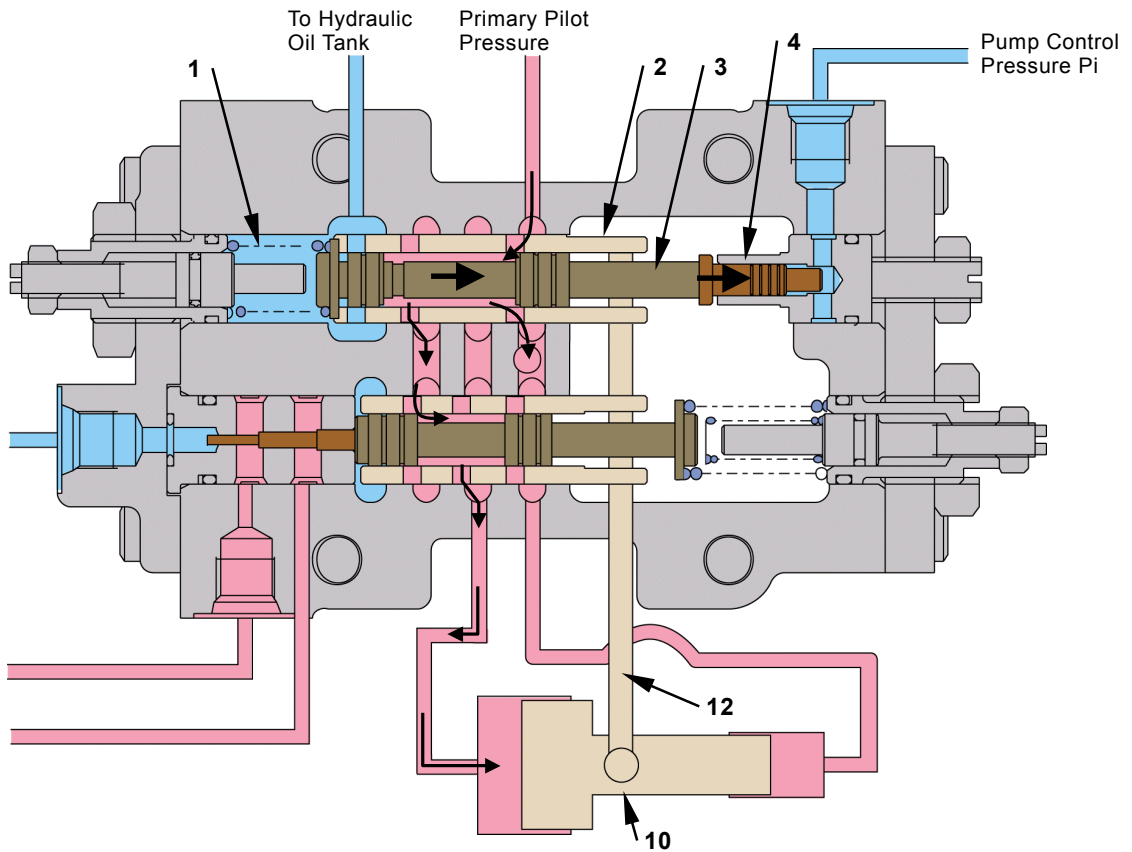 To Hydraulic
Oil Tank
Primary Pilot
Pressure
Pump Control
Pressure Pi
1
2
3
4
12
10